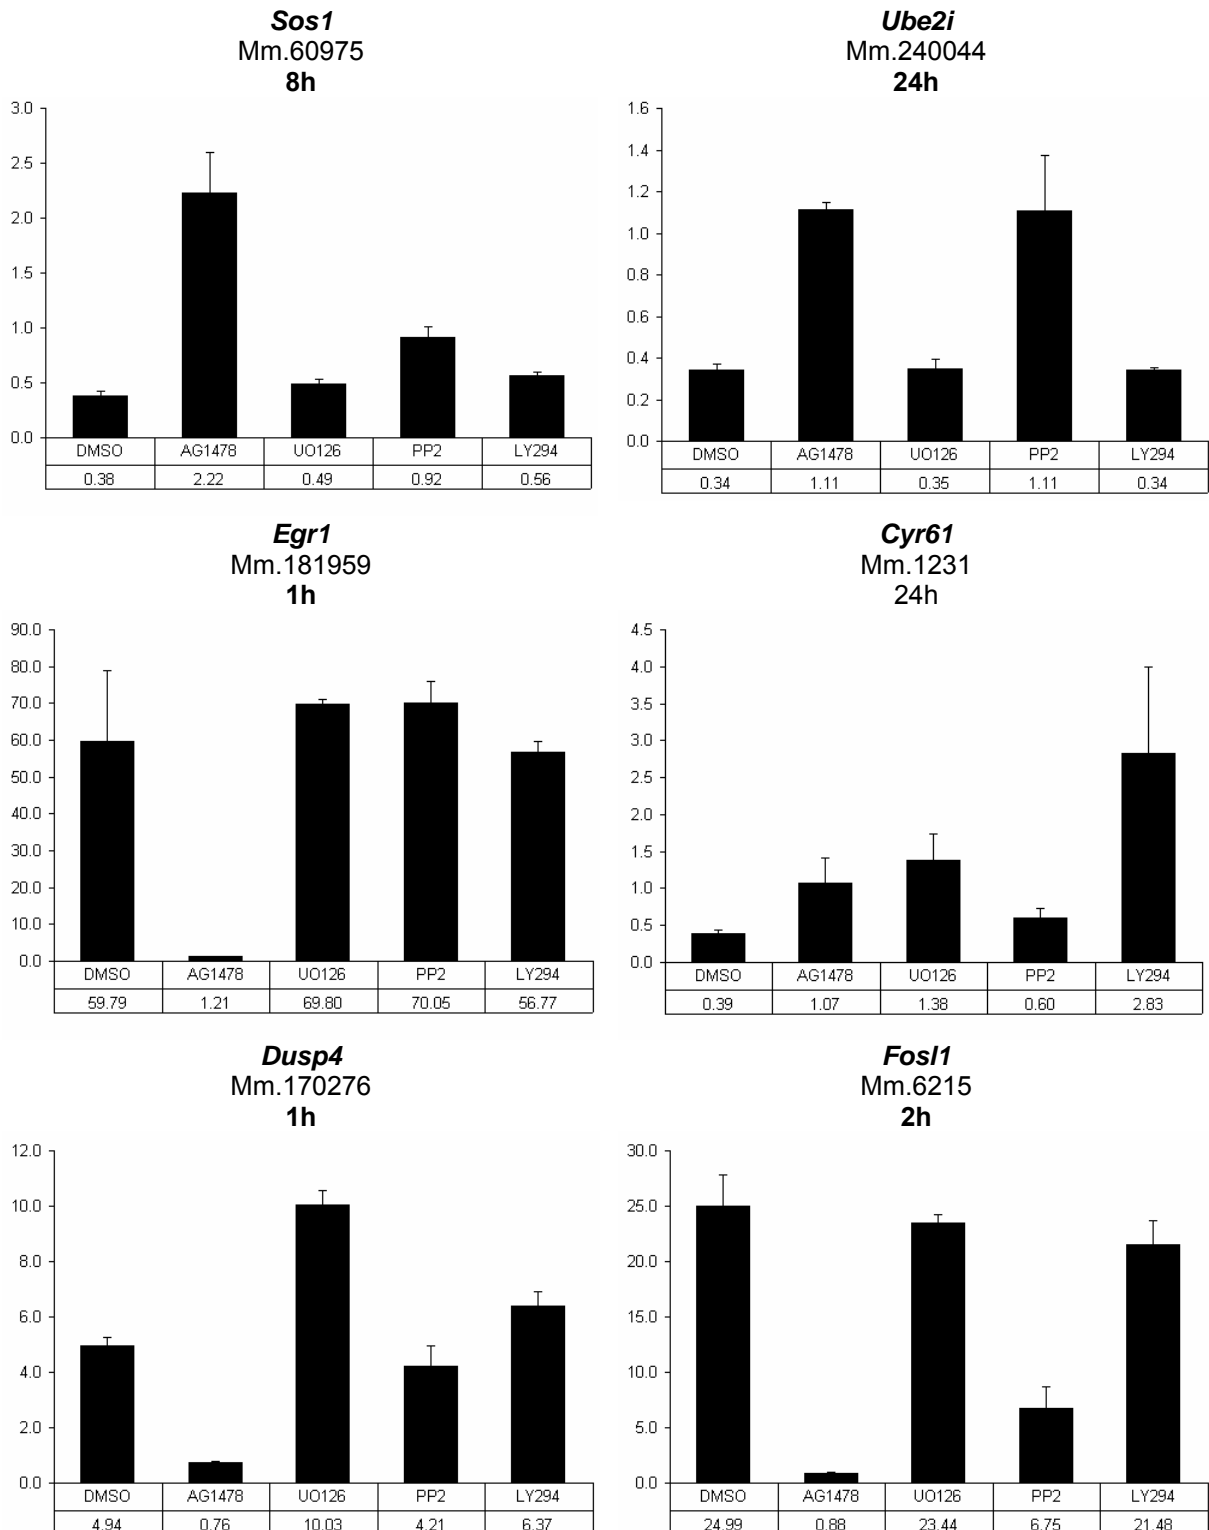 Sos1
Mm.60975
8h
3.0
2.5
2.0
1.5
1.0
0.5
0.0
DMSO AG1478 UO126 PP2 LY294
0.38 2.22 0.49 0.92 0.56
Ube2i
Mm.240044
24h
1.6
1.4
1.2
1.0
0.8
0.6
0.4
0.2
0.0
DMSO AG1478 UO126 PP2 LY294
0.34 1.11 0.35 1.11 0.34
Egr1
Mm.181959
1h
90.0
80.0
70.0
60.0
50.0
40.0
30.0
20.0
10.0
0.0
DMSO AG1478 UO126 PP2 LY294
59.79 1.21 69.80 70.05 56.77
Cyr61
Mm.1231
24h
4.5
4.0
3.5
3.0
2.5
2.0
1.5
1.0
0.5
0.0
DMSO AG1478 UO126 PP2 LY294
0.39 1.07 1.38 0.60 2.83
Dusp4
Mm.170276
1h
12.0
10.0
8.0
6.0
4.0
2.0
0.0
DMSO AG1478 UO126 PP2 LY294
4.94 0.76 10.03 4.21 6.37
Fosl1
Mm.6215
2h
30.0
25.0
20.0
15.0
10.0
5.0
0.0
DMSO AG1478 UO126 PP2 LY294
24.99 0.88 23.44 6.75 21.48